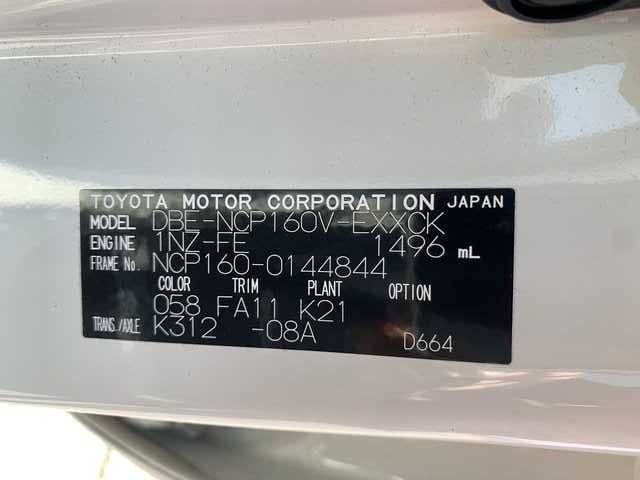 TOYOTA MOTOR CORPORATION JAPAN
MODEL DBE-NCP160V-EXXCK
ENGINE 1NZ-FE 1496 mL
FRAME No. NCP160-0144844
COLOR TRIM PLANT OPTION
058 FA11 K21
TRANS./AXLE K312 -08A D664